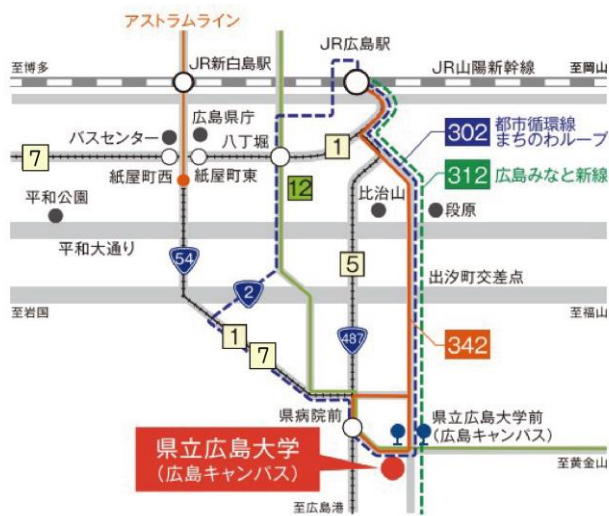 アストラムライン
JR広島駅
JR新白島駅
JR山陽新幹線
至博多
至岡山
広島県庁
バスセンター
八丁堀
1
302 都市循環線
まちのわループ
7
紙屋町西
紙屋町東
12
312 広島みなと新線
平和公園
比治山
段原
平和大通り
54
5
出汐町交差点
2
至岩国
至福山
1
487
342
7
県病院前
県立広島大学前
(広島キャンパス)
県立広島大学
(広島キャンパス)
至黄金山
至広島港